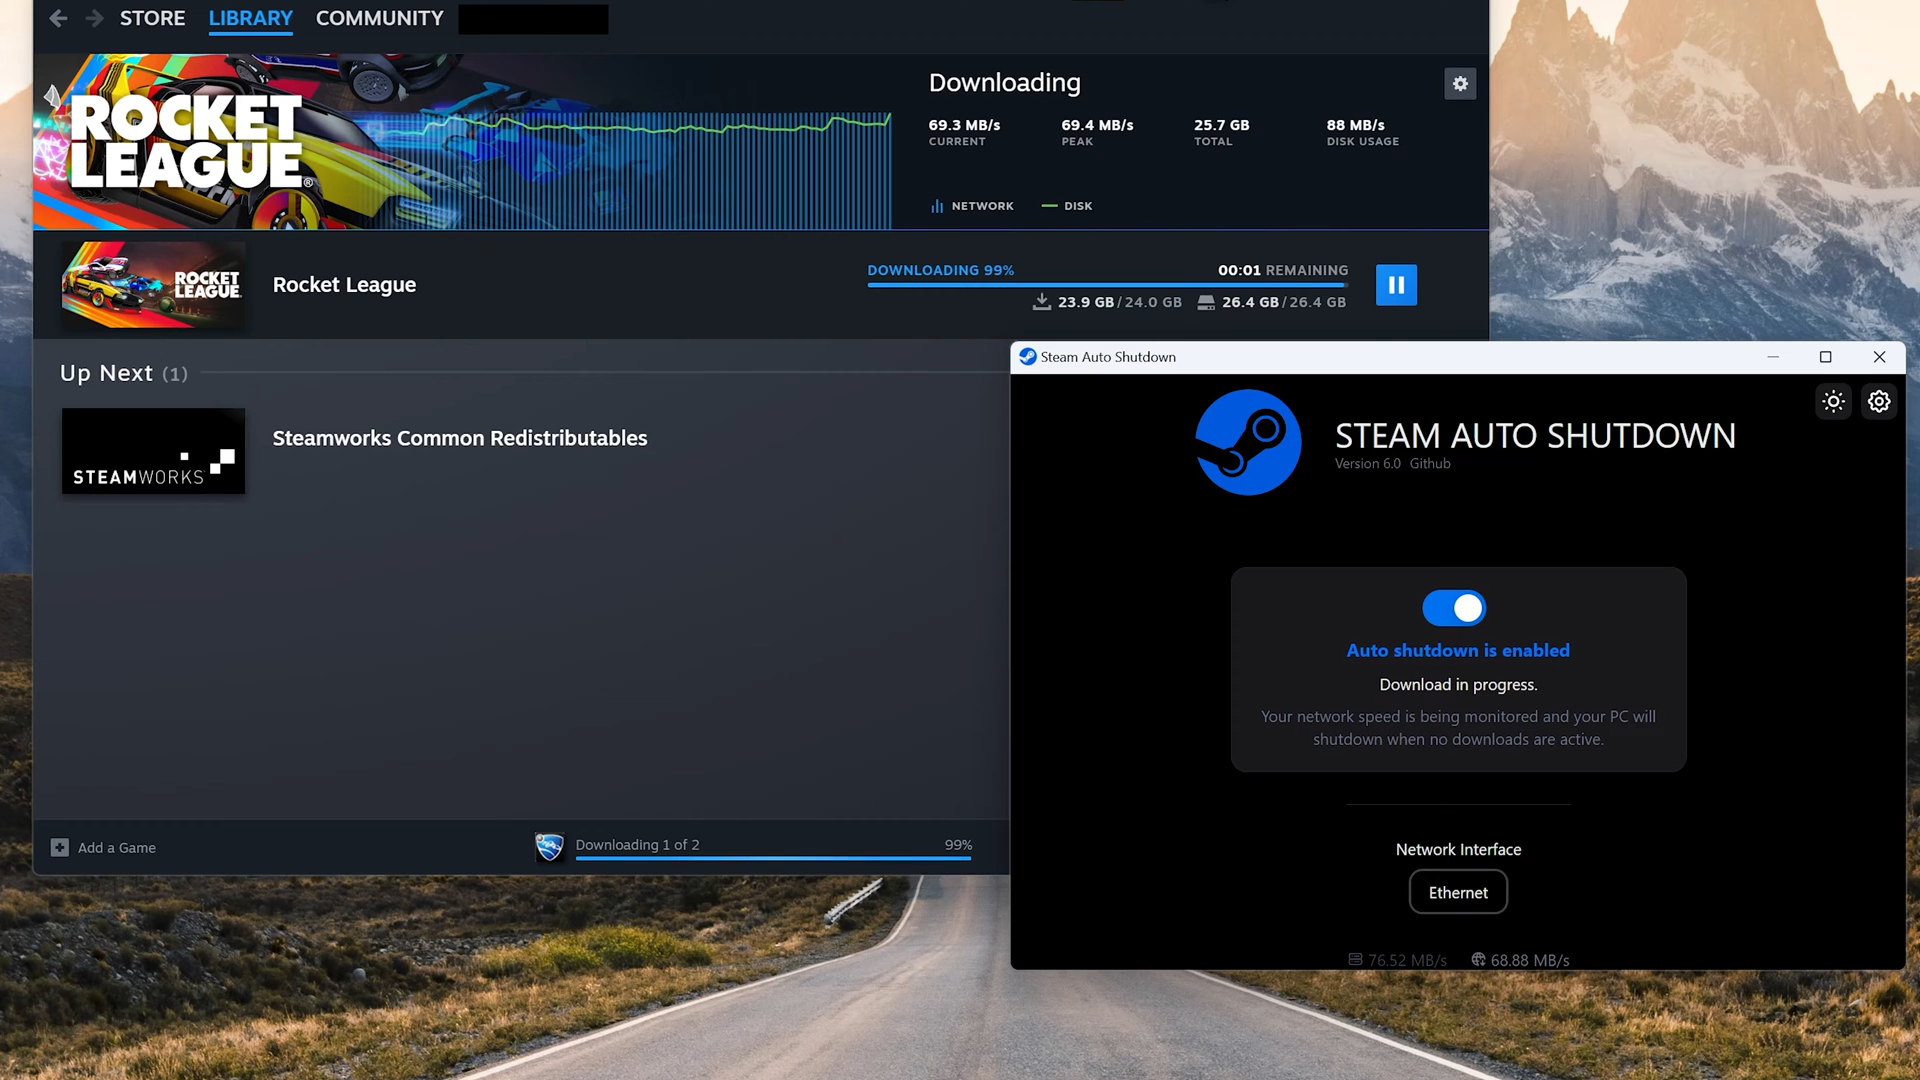 STORE LIBRARY COMMUNITY
ROCKET
LEAGUE®
Downloading
69.3 MB/s 69.4 MB/s 25.7 GB 88 MB/s
CURRENT PEAK TOTAL DISK USAGE
NETWORK DISK
ROCKET
LEAGUE
Rocket League
DOWNLOADING 99% 00:01 REMAINING
23.9 GB / 24.0 GB 26.4 GB / 26.4 GB
Up Next (1)
STEAMWORKS
Steamworks Common Redistributables
Add a Game
Downloading 1 of 2 99%
Steam Auto Shutdown
STEAM AUTO SHUTDOWN
Version 6.0 Github
Auto shutdown is enabled
Download in progress.
Your network speed is being monitored and your PC will
shutdown when no downloads are active.
Network Interface
Ethernet
76.52 MB/s 68.88 MB/s